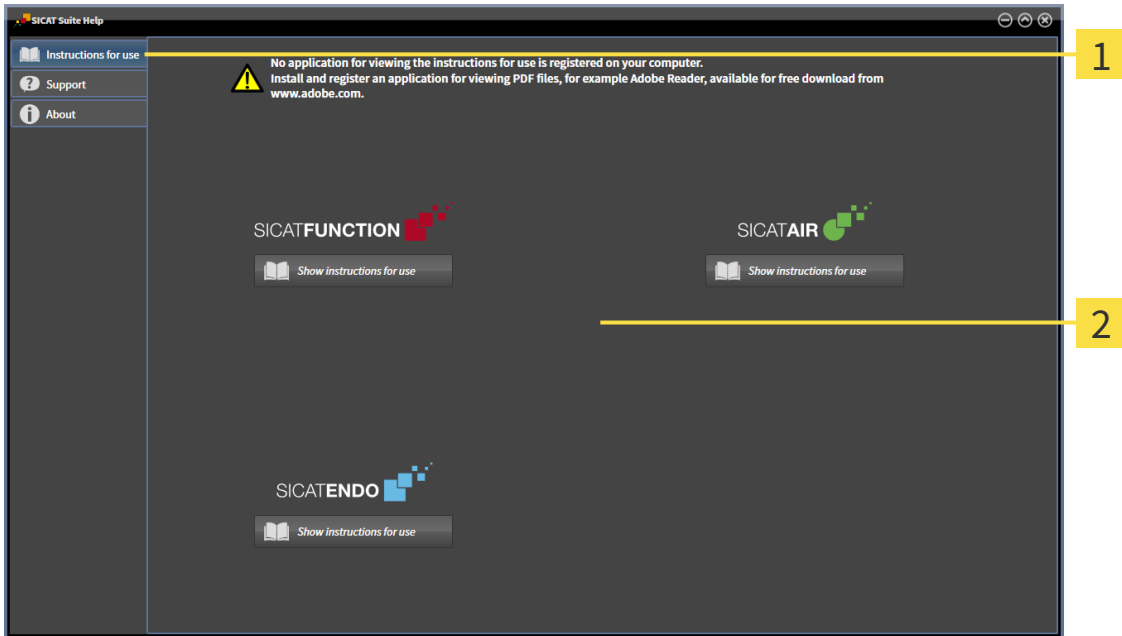 SICAT Suite Help
Instructions for use
Support
About
No application for viewing the instructions for use is registered on your computer.
Install and register an application for viewing PDF files, for example Adobe Reader, available for free download from
www.adobe.com.
SICATFUNCTION
Show instructions for use
SICATAIR
Show instructions for use
SICATENDO
Show instructions for use
1
2